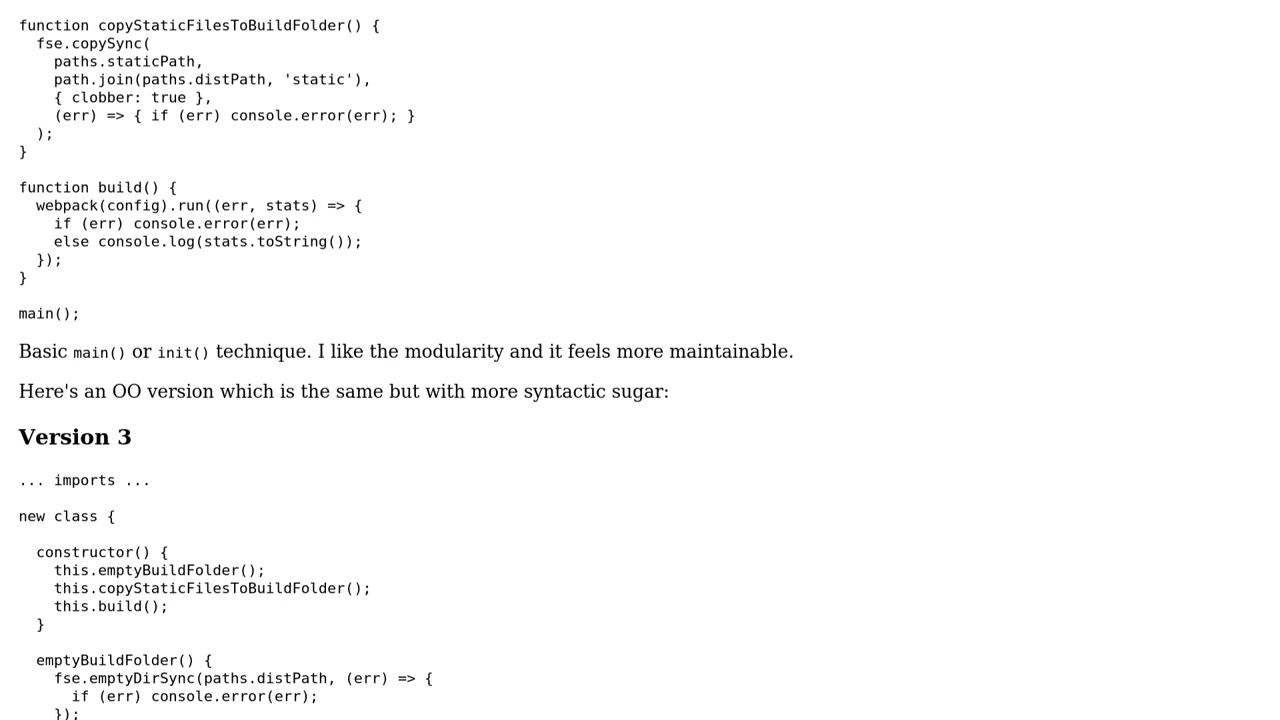 function copyStaticFilesToBuildFolder() {
  fse.copySync(
    paths.staticPath,
    path.join(paths.distPath, 'static'),
    { clobber: true },
    (err) => { if (err) console.error(err); }
  );
}

function build() {
  webpack(config).run((err, stats) => {
    if (err) console.error(err);
    else console.log(stats.toString());
  });
}

main();

Basic main() or init() technique. I like the modularity and it feels more maintainable.

Here's an OO version which is the same but with more syntactic sugar:

Version 3

... imports ...

new class {

  constructor() {
    this.emptyBuildFolder();
    this.copyStaticFilesToBuildFolder();
    this.build();
  }

  emptyBuildFolder() {
    fse.emptyDirSync(paths.distPath, (err) => {
      if (err) console.error(err);
    });